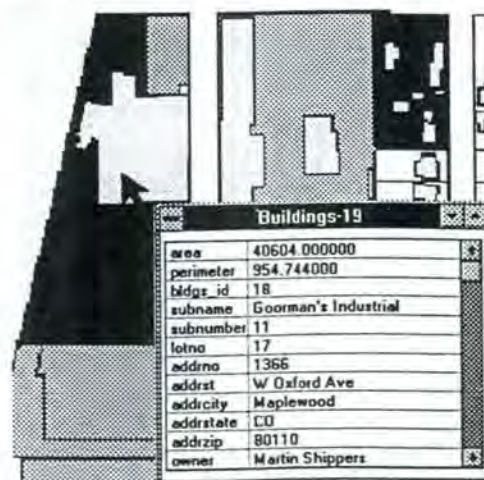 Buildings-19
area 40604.000000
perimeter 954.744000
bldgs_id 18
subname Goorman's Industrial
subnumber 11
lotno 17
addrno 1366
addrst W Oxford Ave
addrcity Maplewood
addrstate CO
addrzip 80110
owner Martin Shippers